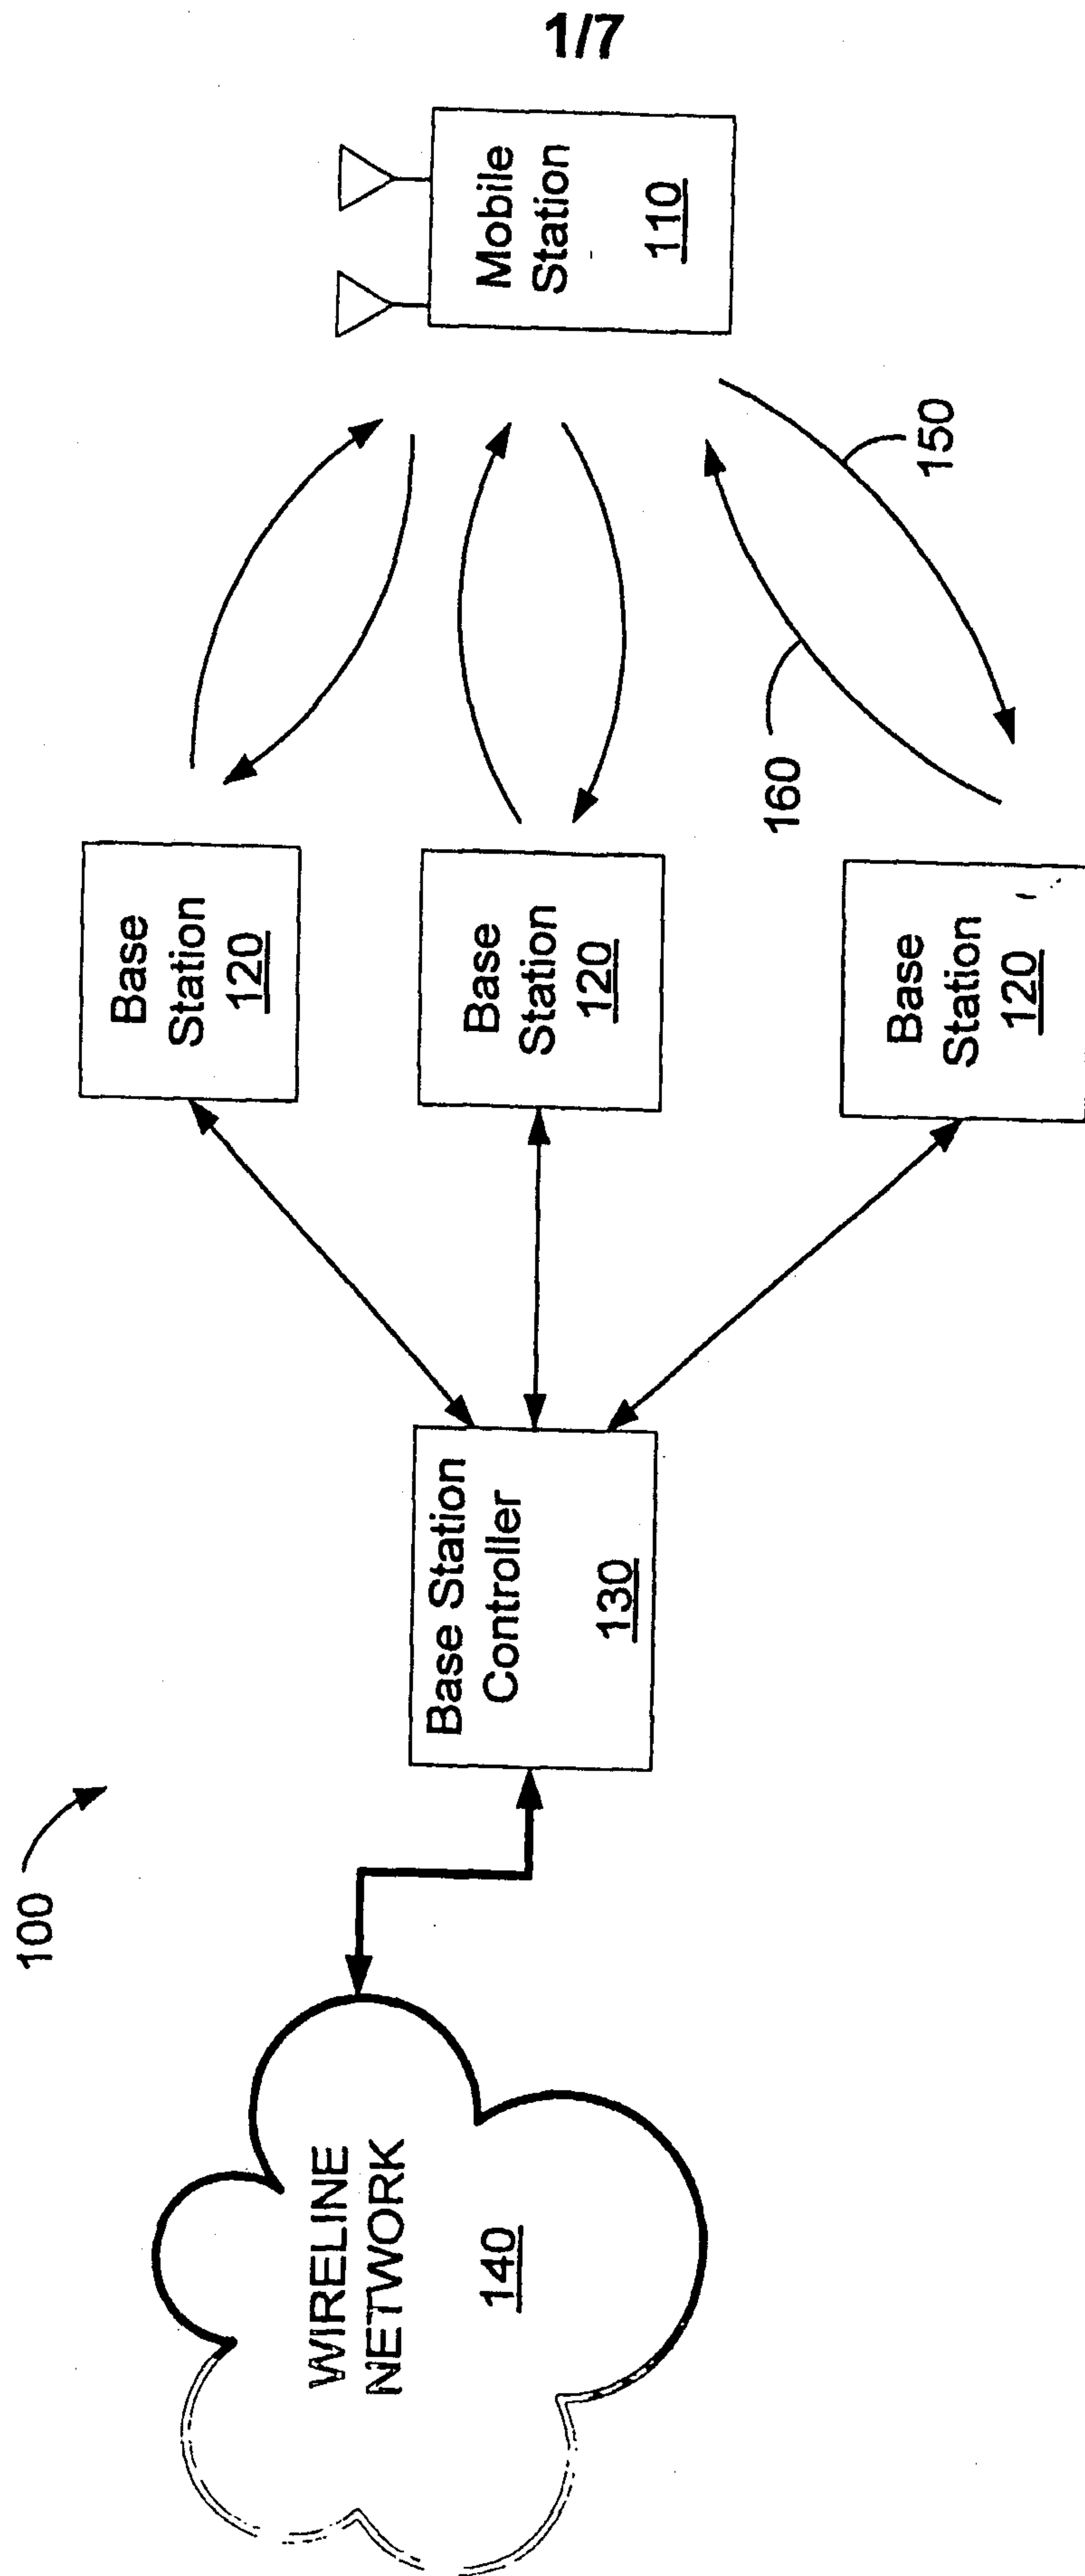 1/7
100
WIRELINE
NETWORK
140
Base Station
Controller
130
Base
Station
120
Base
Station
120
Base
Station
120
160
150
Mobile
Station
110